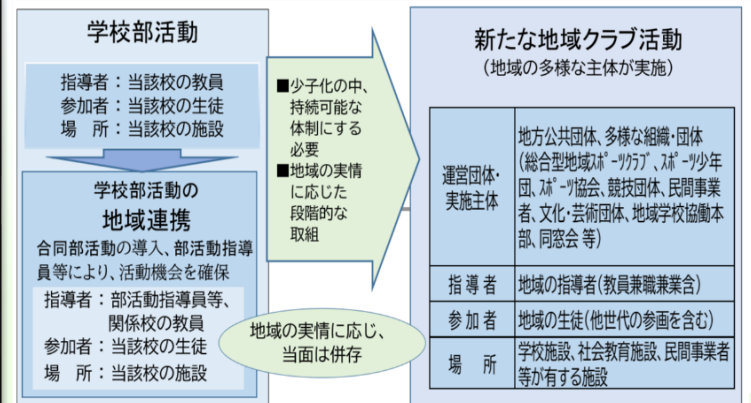 学校部活動
指導者：当該校の教員
参加者：当該校の生徒
場　所：当該校の施設
学校部活動の
地域連携
合同部活動の導入、部活動指導
員等により、活動機会を確保
指導者：部活動指導員等、
関係校の教員
参加者：当該校の生徒
場　所：当該校の施設
■少子化の中、
持続可能な
体制にする
必要
■地域の実情
に応じた
段階的な
取組
地域の実情に応じ、
当面は併存
新たな地域クラブ活動
（地域の多様な主体が実施）
運営団体・
実施主体
地方公共団体、多様な組織・団体
（総合型地域ｽﾎﾟｰﾂｸﾗﾌﾞ、ｽﾎﾟｰﾂ少年
団、ｽﾎﾟｰﾂ協会、競技団体、民間事業
者、文化・芸術団体、地域学校協働本
部、同窓会 等）
指導者
地域の指導者（教員兼職兼業含）
参加者
地域の生徒（他世代の参画を含む）
場　所
学校施設、社会教育施設、民間事業者
等が有する施設